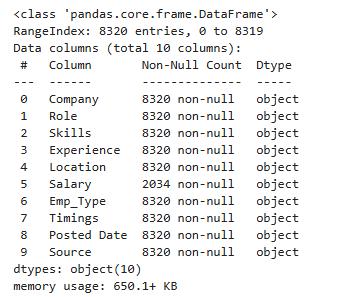 <class 'pandas.core.frame.DataFrame'>
RangeIndex: 8320 entries, 0 to 8319
Data columns (total 10 columns):
 #   Column       Non-Null Count  Dtype
---  ------       --------------  -----
 0   Company      8320 non-null   object
 1   Role         8320 non-null   object
 2   Skills       8320 non-null   object
 3   Experience   8320 non-null   object
 4   Location     8320 non-null   object
 5   Salary       2034 non-null   object
 6   Emp_Type     8320 non-null   object
 7   Timings      8320 non-null   object
 8   Posted Date  8320 non-null   object
 9   Source       8320 non-null   object
dtypes: object(10)
memory usage: 650.1+ KB